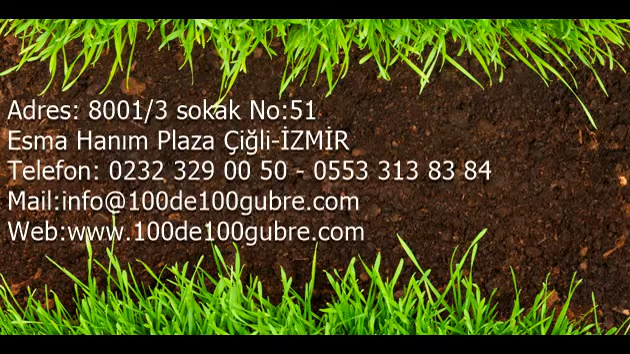 Adres: 8001/3 sokak No:51
Esma Hanım Plaza Çiğli-İZMİR
Telefon: 0232 329 00 50 - 0553 313 83 84
Mail:info@100de100gubre.com
Web:www.100de100gubre.com